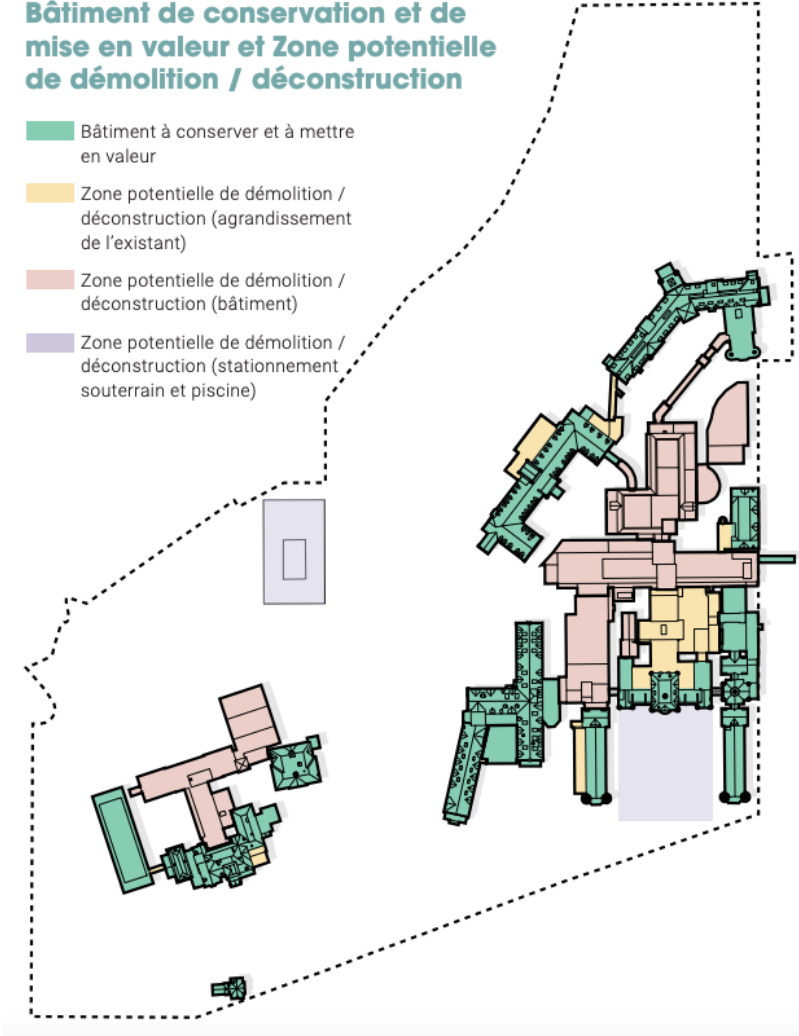 Bâtiment de conservation et de
mise en valeur et Zone potentielle
de démolition / déconstruction
Bâtiment à conserver et à mettre
en valeur
Zone potentielle de démolition /
déconstruction (agrandissement
de l'existant)
Zone potentielle de démolition /
déconstruction (bâtiment)
Zone potentielle de démolition /
déconstruction (stationnement
souterrain et piscine)